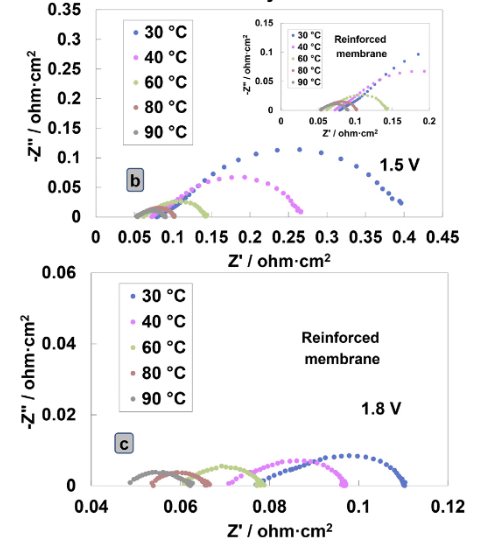 0.35
0.3
0.25
0.2
0.15
0.1
0.05
0
-Z" / ohm·cm²
30 °C
40 °C
60 °C
80 °C
90 °C
b
1.5 V
0 0.05 0.1 0.15 0.2 0.25 0.3 0.35 0.4 0.45
Z' / ohm·cm²
0.15
0.1
0.05
0
-Z" / ohm·cm²
30 °C
40 °C
60 °C
80 °C
90 °C
Reinforced
membrane
0 0.05 0.1 0.15 0.2
Z' / ohm·cm²
0.06
0.04
0.02
0
-Z" / ohm·cm²
30 °C
40 °C
60 °C
80 °C
90 °C
Reinforced
membrane
1.8 V
c
0.04 0.06 0.08 0.1 0.12
Z' / ohm·cm²